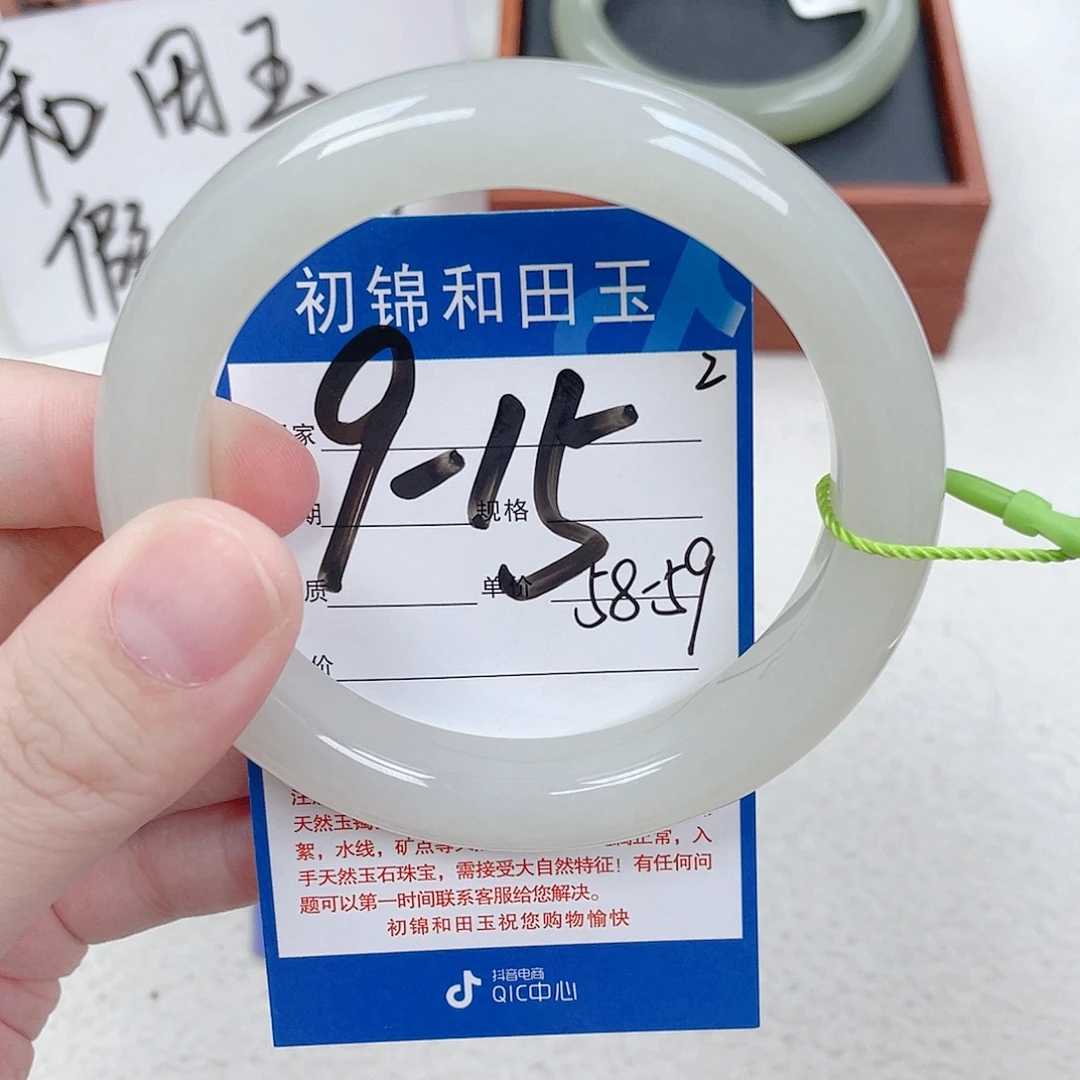 和田玉
假
初锦和田玉
2
家
9-15
期
规格
质
单价
58-59
价
天然玉
絮，水线，矿点等
正常，入
手天然玉石珠宝，需接受大自然特征！有任何问
题可以第一时间联系客服给您解决。
初锦和田玉祝您购物愉快
抖音电商
QIC中心